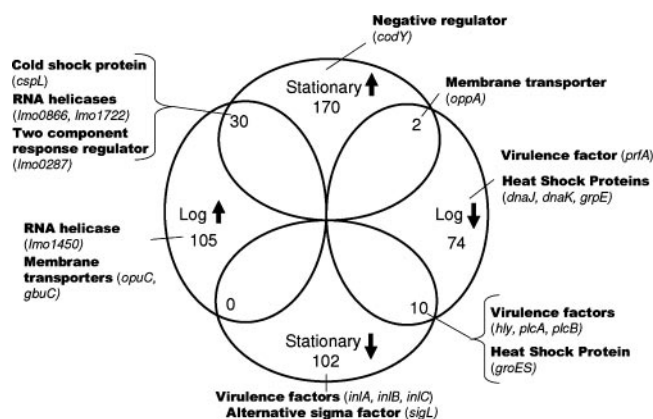 Negative regulator
(codY)
Cold shock protein
(cspL)
RNA helicases
(lmo0866, lmo1722)
Two component
response regulator
(lmo0287)
Stationary
170
30
2
Membrane transporter
(oppA)
Virulence factor (prfA)
Heat Shock Proteins
(dnaJ, dnaK, grpE)
Log
105
Log
74
RNA helicase
(lmo1450)
Membrane
transporters (opuC,
gbuC)
0
10
Stationary
102
Virulence factors
(hly, plcA, plcB)
Heat Shock Protein
(groES)
Virulence factors (inlA, inlB, inlC)
Alternative sigma factor (sigL)